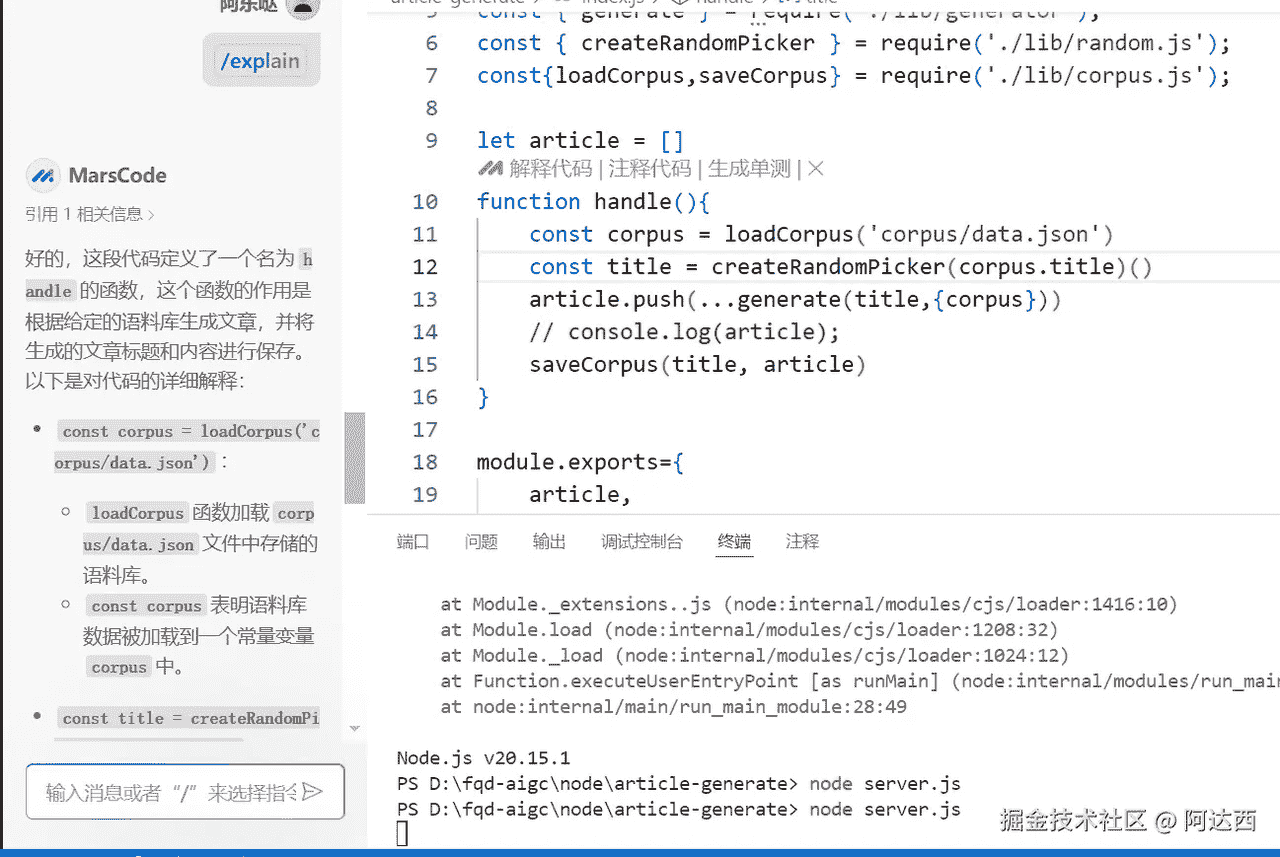 阿东哒
/explain
MarsCode
引用 1 相关信息 >
好的，这段代码定义了一个名为 h
andle 的函数，这个函数的作用是
根据给定的语料库生成文章，并将
生成的文章标题和内容进行保存。
以下是对代码的详细解释：
• const corpus = loadCorpus('c
orpus/data.json') ：
loadCorpus 函数加载 corp
us/data.json 文件中存储的
语料库。
const corpus 表明语料库
数据被加载到一个常量变量
corpus 中。
• const title = createRandomPi
输入消息或者 “/” 来选择指令
5 const { generate } = require('./lib/generator');
6 const { createRandomPicker } = require('./lib/random.js');
7 const{loadCorpus,saveCorpus} = require('./lib/corpus.js');
8
9 let article = []
解释代码 | 注释代码 | 生成单测 | ×
10 function handle(){
11 const corpus = loadCorpus('corpus/data.json')
12 const title = createRandomPicker(corpus.title)()
13 article.push(...generate(title,{corpus}))
14 // console.log(article);
15 saveCorpus(title, article)
16 }
17
18 module.exports={
19 article,
端口 问题 输出 调试控制台 终端 注释
at Module._extensions..js (node:internal/modules/cjs/loader:1416:10)
at Module.load (node:internal/modules/cjs/loader:1208:32)
at Module._load (node:internal/modules/cjs/loader:1024:12)
at Function.executeUserEntryPoint [as runMain] (node:internal/modules/run_main
at node:internal/main/run_main_module:28:49
Node.js v20.15.1
PS D:\fqd-aigc\node\article-generate> node server.js
PS D:\fqd-aigc\node\article-generate> node server.js
掘金技术社区 @ 阿达西